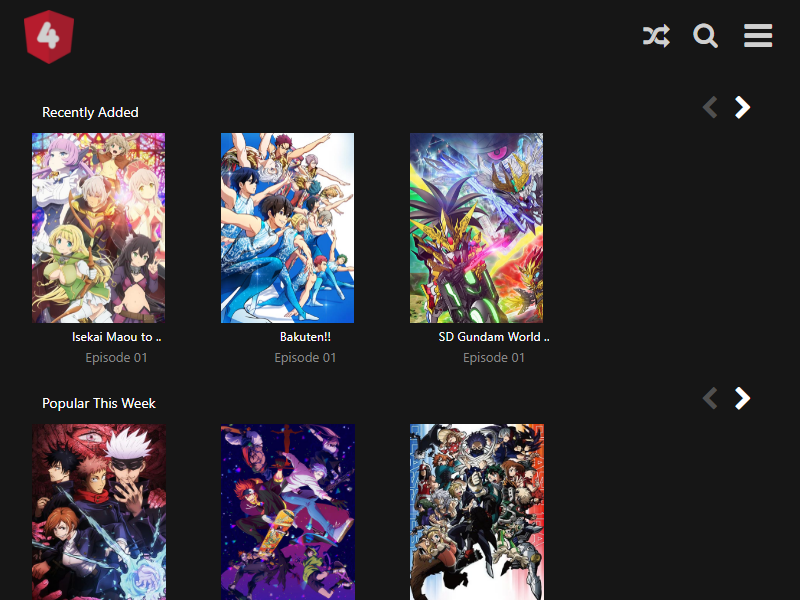 4
Recently Added
Isekai Maou to ..
Episode 01
Bakuten!!
Episode 01
SD Gundam World ..
Episode 01
Popular This Week